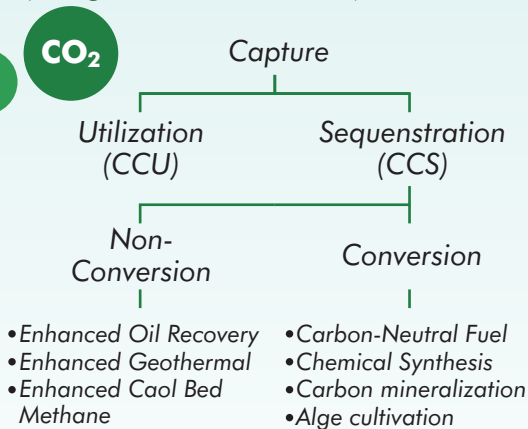 CO₂
Capture
Utilization
(CCU)
Sequenstration
(CCS)
Non-
Conversion
Conversion
•Enhanced Oil Recovery
•Enhanced Geothermal
•Enhanced Caol Bed
Methane
•Carbon-Neutral Fuel
•Chemical Synthesis
•Carbon mineralization
•Alge cultivation